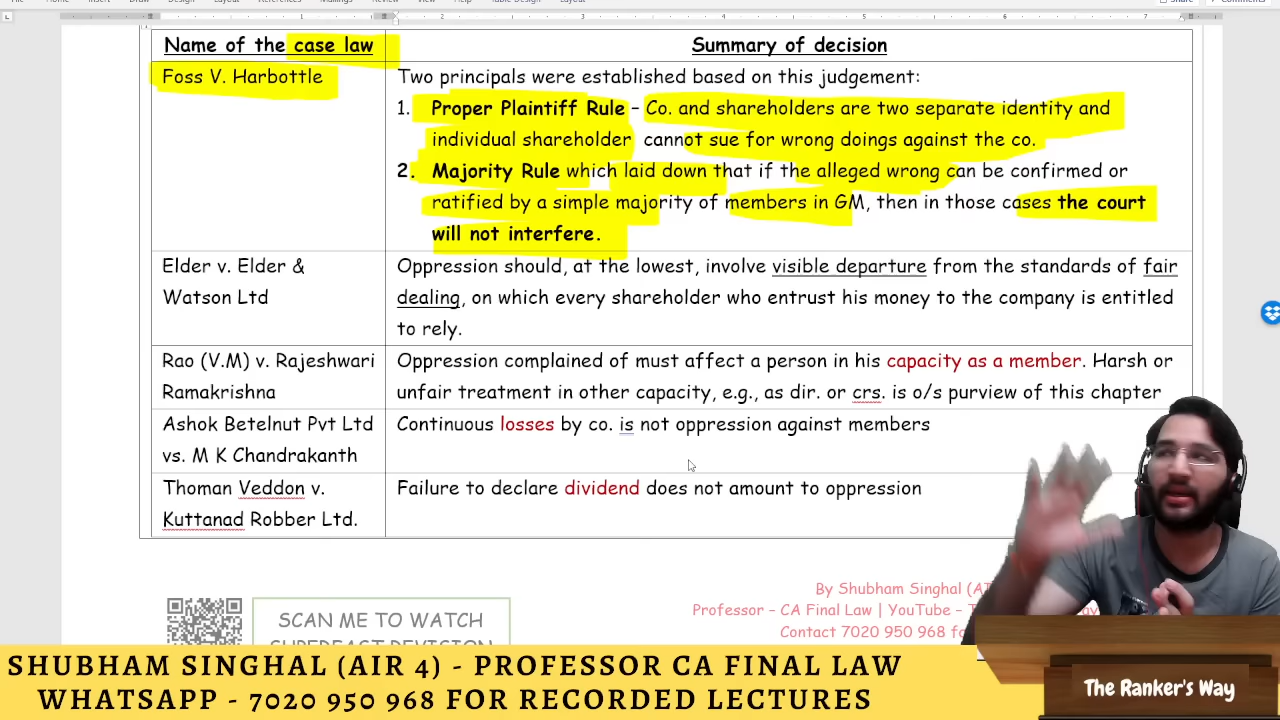 Name of the case law
Summary of decision
Foss V. Harbottle
Two principals were established based on this judgement:
1. Proper Plaintiff Rule – Co. and shareholders are two separate identity and
individual shareholder cannot sue for wrong doings against the co.
2. Majority Rule which laid down that if the alleged wrong can be confirmed or
ratified by a simple majority of members in GM, then in those cases the court
will not interfere.
Elder v. Elder &
Watson Ltd
Oppression should, at the lowest, involve visible departure from the standards of fair
dealing, on which every shareholder who entrust his money to the company is entitled
to rely.
Rao (V.M) v. Rajeshwari
Ramakrishna
Oppression complained of must affect a person in his capacity as a member. Harsh or
unfair treatment in other capacity, e.g., as dir. or crs. is o/s purview of this chapter
Ashok Betelnut Pvt Ltd
vs. M K Chandrakanth
Continuous losses by co. is not oppression against members
Thoman Veddon v.
Kuttanad Robber Ltd.
Failure to declare dividend does not amount to oppression
SCAN ME TO WATCH
SUPERFAST REVISION
By Shubham Singhal
Professor – CA Final Law | YouTube –
Contact 7020 950 968
SHUBHAM SINGHAL (AIR 4) - PROFESSOR CA FINAL LAW
WHATSAPP - 7020 950 968 FOR RECORDED LECTURES
The Ranker's Way